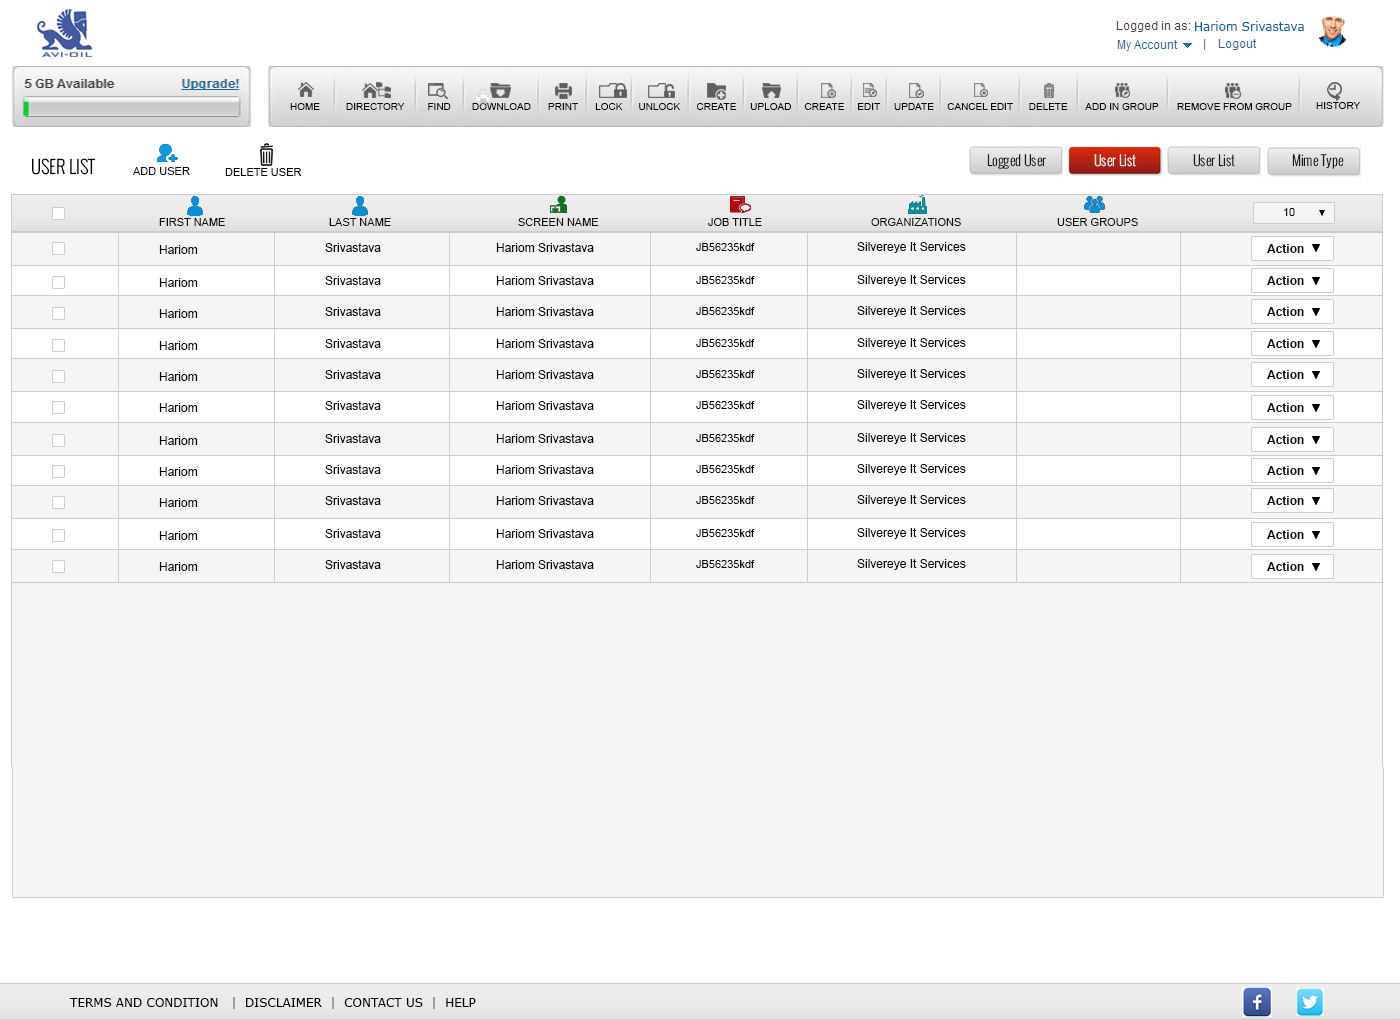 AVI-OIL
Logged in as: Hariom Srivastava
My Account | Logout
5 GB Available Upgrade!
HOME DIRECTORY FIND DOWNLOAD PRINT LOCK UNLOCK CREATE UPLOAD CREATE EDIT UPDATE CANCEL EDIT DELETE ADD IN GROUP REMOVE FROM GROUP HISTORY
USER LIST ADD USER DELETE USER Logged User User List User List Mime Type
FIRST NAME LAST NAME SCREEN NAME JOB TITLE ORGANIZATIONS USER GROUPS 10 ▼
Hariom Srivastava Hariom Srivastava JB56235kdf Silvereye It Services Action ▼
Hariom Srivastava Hariom Srivastava JB56235kdf Silvereye It Services Action ▼
Hariom Srivastava Hariom Srivastava JB56235kdf Silvereye It Services Action ▼
Hariom Srivastava Hariom Srivastava JB56235kdf Silvereye It Services Action ▼
Hariom Srivastava Hariom Srivastava JB56235kdf Silvereye It Services Action ▼
Hariom Srivastava Hariom Srivastava JB56235kdf Silvereye It Services Action ▼
Hariom Srivastava Hariom Srivastava JB56235kdf Silvereye It Services Action ▼
Hariom Srivastava Hariom Srivastava JB56235kdf Silvereye It Services Action ▼
Hariom Srivastava Hariom Srivastava JB56235kdf Silvereye It Services Action ▼
Hariom Srivastava Hariom Srivastava JB56235kdf Silvereye It Services Action ▼
Hariom Srivastava Hariom Srivastava JB56235kdf Silvereye It Services Action ▼
TERMS AND CONDITION | DISCLAIMER | CONTACT US | HELP